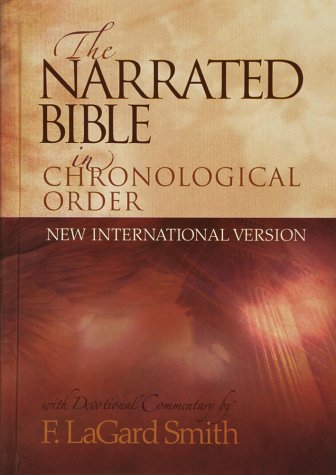 The
NARRATED
BIBLE
in
CHRONOLOGICAL
ORDER
NEW INTERNATIONAL VERSION
with Devotional Commentary by
F. LaGard Smith